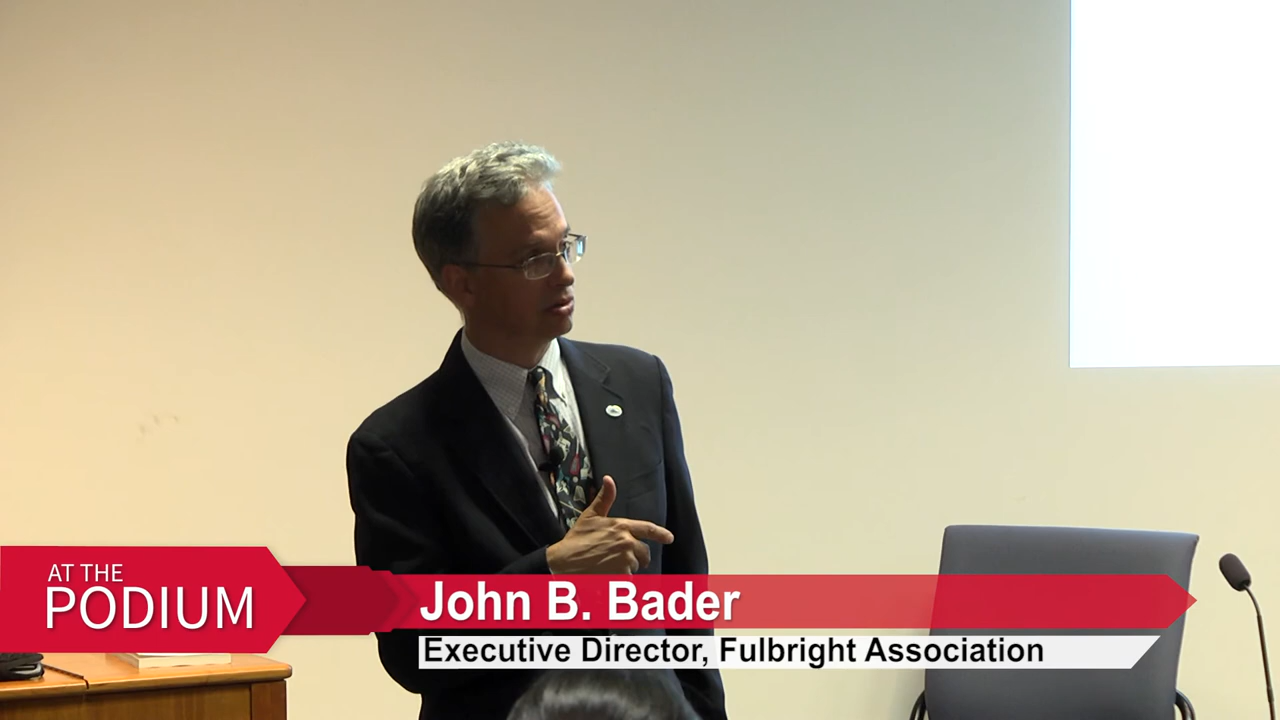 AT THE
PODIUM
John B. Bader
Executive Director, Fulbright Association